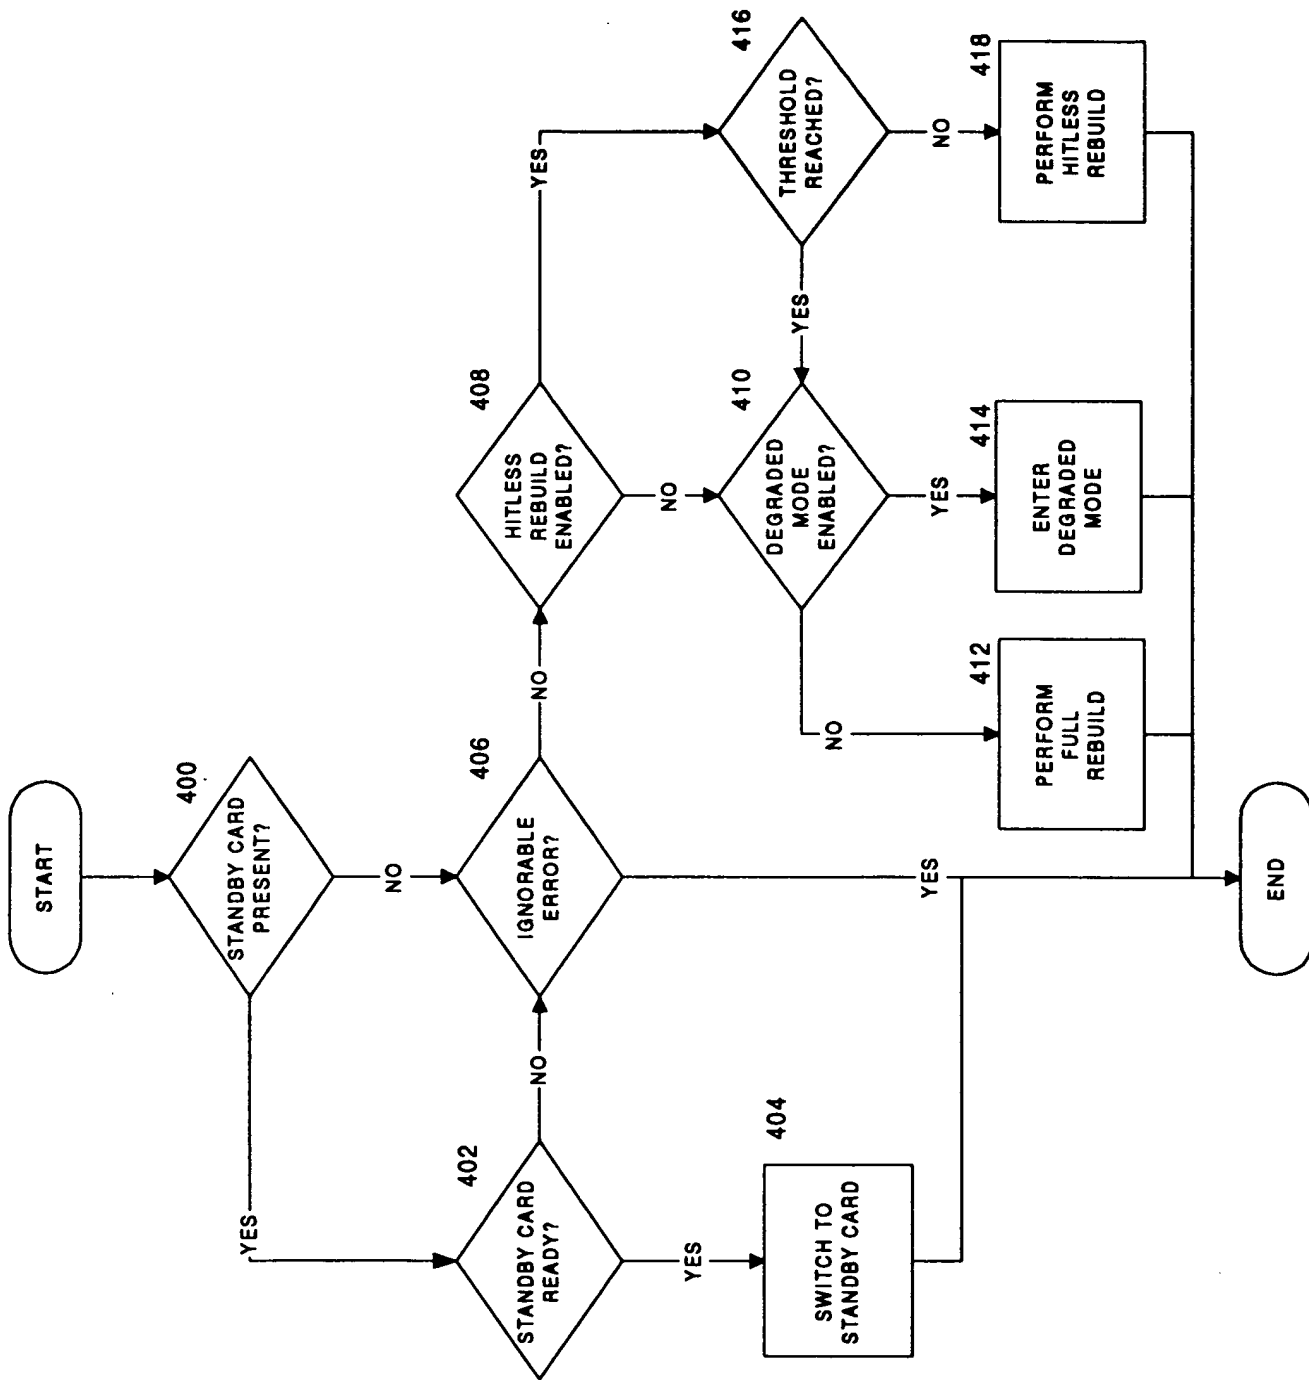 START
400
STANDBY CARD
PRESENT?
YES
NO
402
STANDBY CARD
READY?
NO
YES
404
SWITCH TO
STANDBY CARD
406
IGNORABLE
ERROR?
NO
YES
408
HITLESS
REBUILD
ENABLED?
YES
NO
416
THRESHOLD
REACHED?
YES
NO
410
DEGRADED
MODE
ENABLED?
NO
YES
412
PERFORM
FULL
REBUILD
414
ENTER
DEGRADED
MODE
418
PERFORM
HITLESS
REBUILD
END